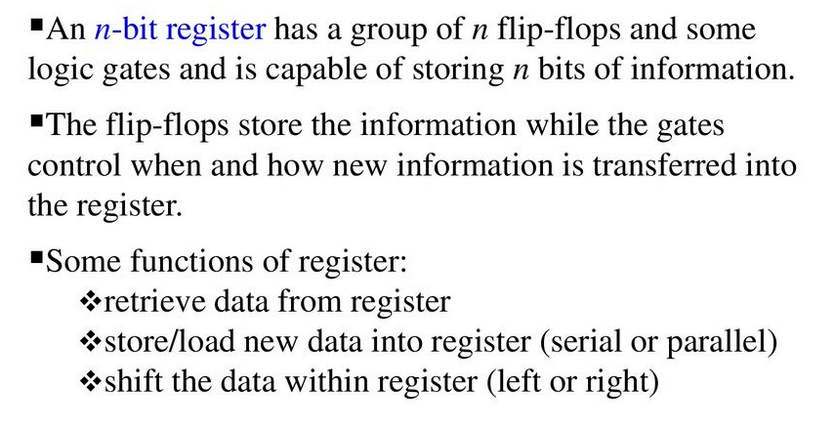 ▪An n-bit register has a group of n flip-flops and some
logic gates and is capable of storing n bits of information.
▪The flip-flops store the information while the gates
control when and how new information is transferred into
the register.
▪Some functions of register:
❖retrieve data from register
❖store/load new data into register (serial or parallel)
❖shift the data within register (left or right)